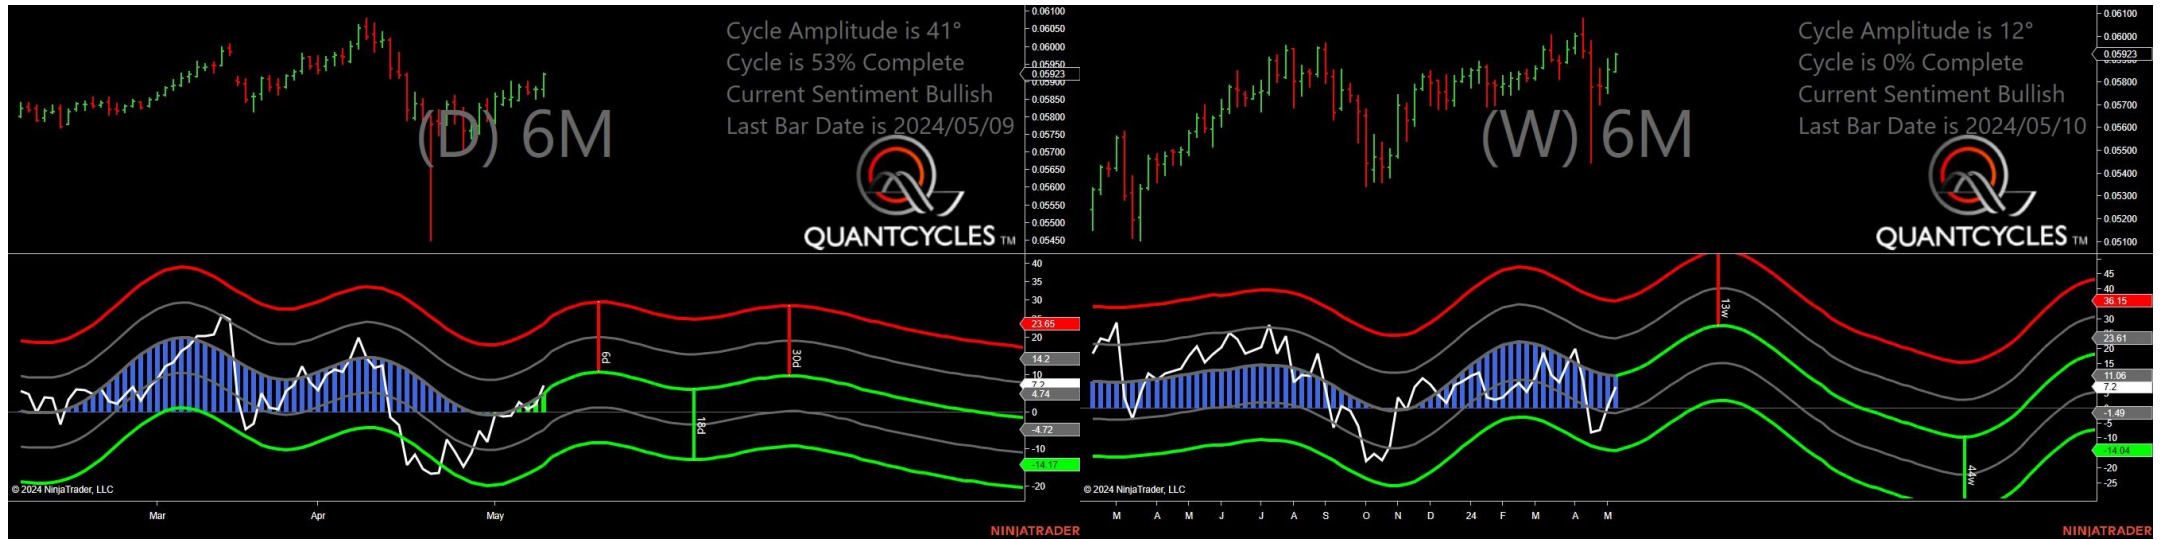 Cycle Amplitude is 41°
Cycle is 53% Complete
Current Sentiment Bullish
Last Bar Date is 2024/05/09
(D) 6M
QUANTCYCLES TM
0.06100
0.06050
0.06000
0.05950
0.05923
0.05900
0.05850
0.05800
0.05750
0.05700
0.05650
0.05600
0.05550
0.05500
0.05450
40
35
30
25
23.65
20
14.2
10
7.2
4.74
0
-4.72
-10
-14.17
-20
6d
18d
30d
© 2024 NinjaTrader, LLC
Mar Apr May
NINJATRADER
Cycle Amplitude is 12°
Cycle is 0% Complete
Current Sentiment Bullish
Last Bar Date is 2024/05/10
(W) 6M
QUANTCYCLES TM
0.06100
0.06000
0.05923
0.05800
0.05700
0.05600
0.05500
0.05400
0.05300
0.05200
0.05100
45
40
36.15
30
23.61
20
15
11.06
7.2
-1.49
-5
-10
-14.04
-20
-25
13w
44w
© 2024 NinjaTrader, LLC
M A M J J A S O N D 24 F M A M
NINJATRADER